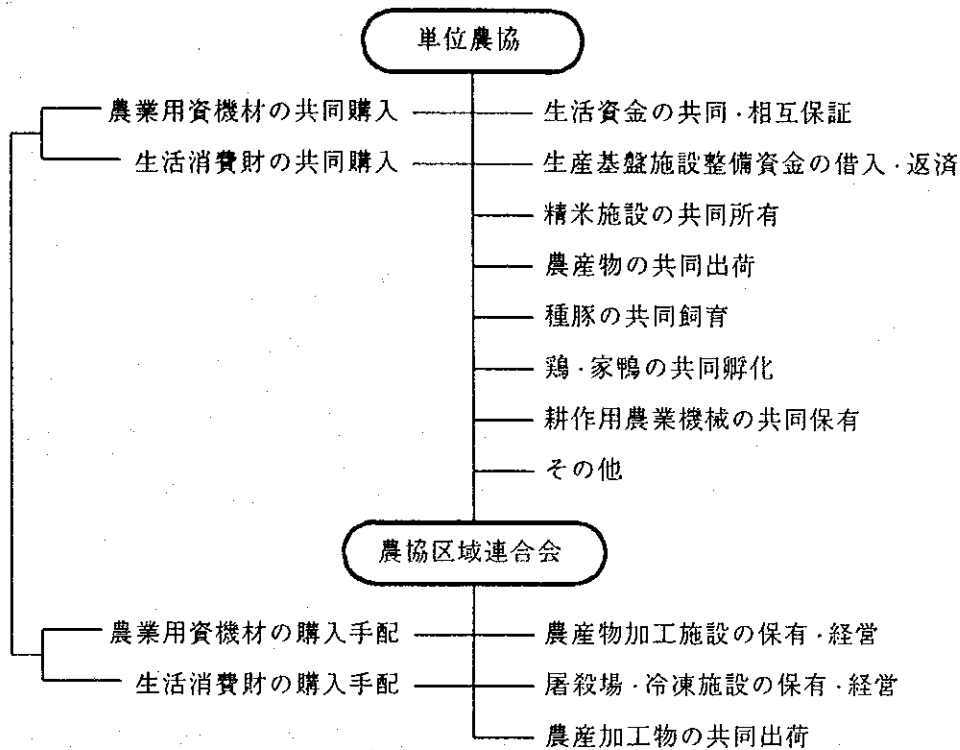 単位農協
農業用資機材の共同購入
生活資金の共同・相互保証
生活消費財の共同購入
生産基盤施設整備資金の借入・返済
精米施設の共同所有
農産物の共同出荷
種豚の共同飼育
鶏・家鴨の共同孵化
耕作用農業機械の共同保有
その他
農協区域連合会
農業用資機材の購入手配
農産物加工施設の保有・経営
生活消費財の購入手配
屠殺場・冷凍施設の保有・経営
農産加工物の共同出荷